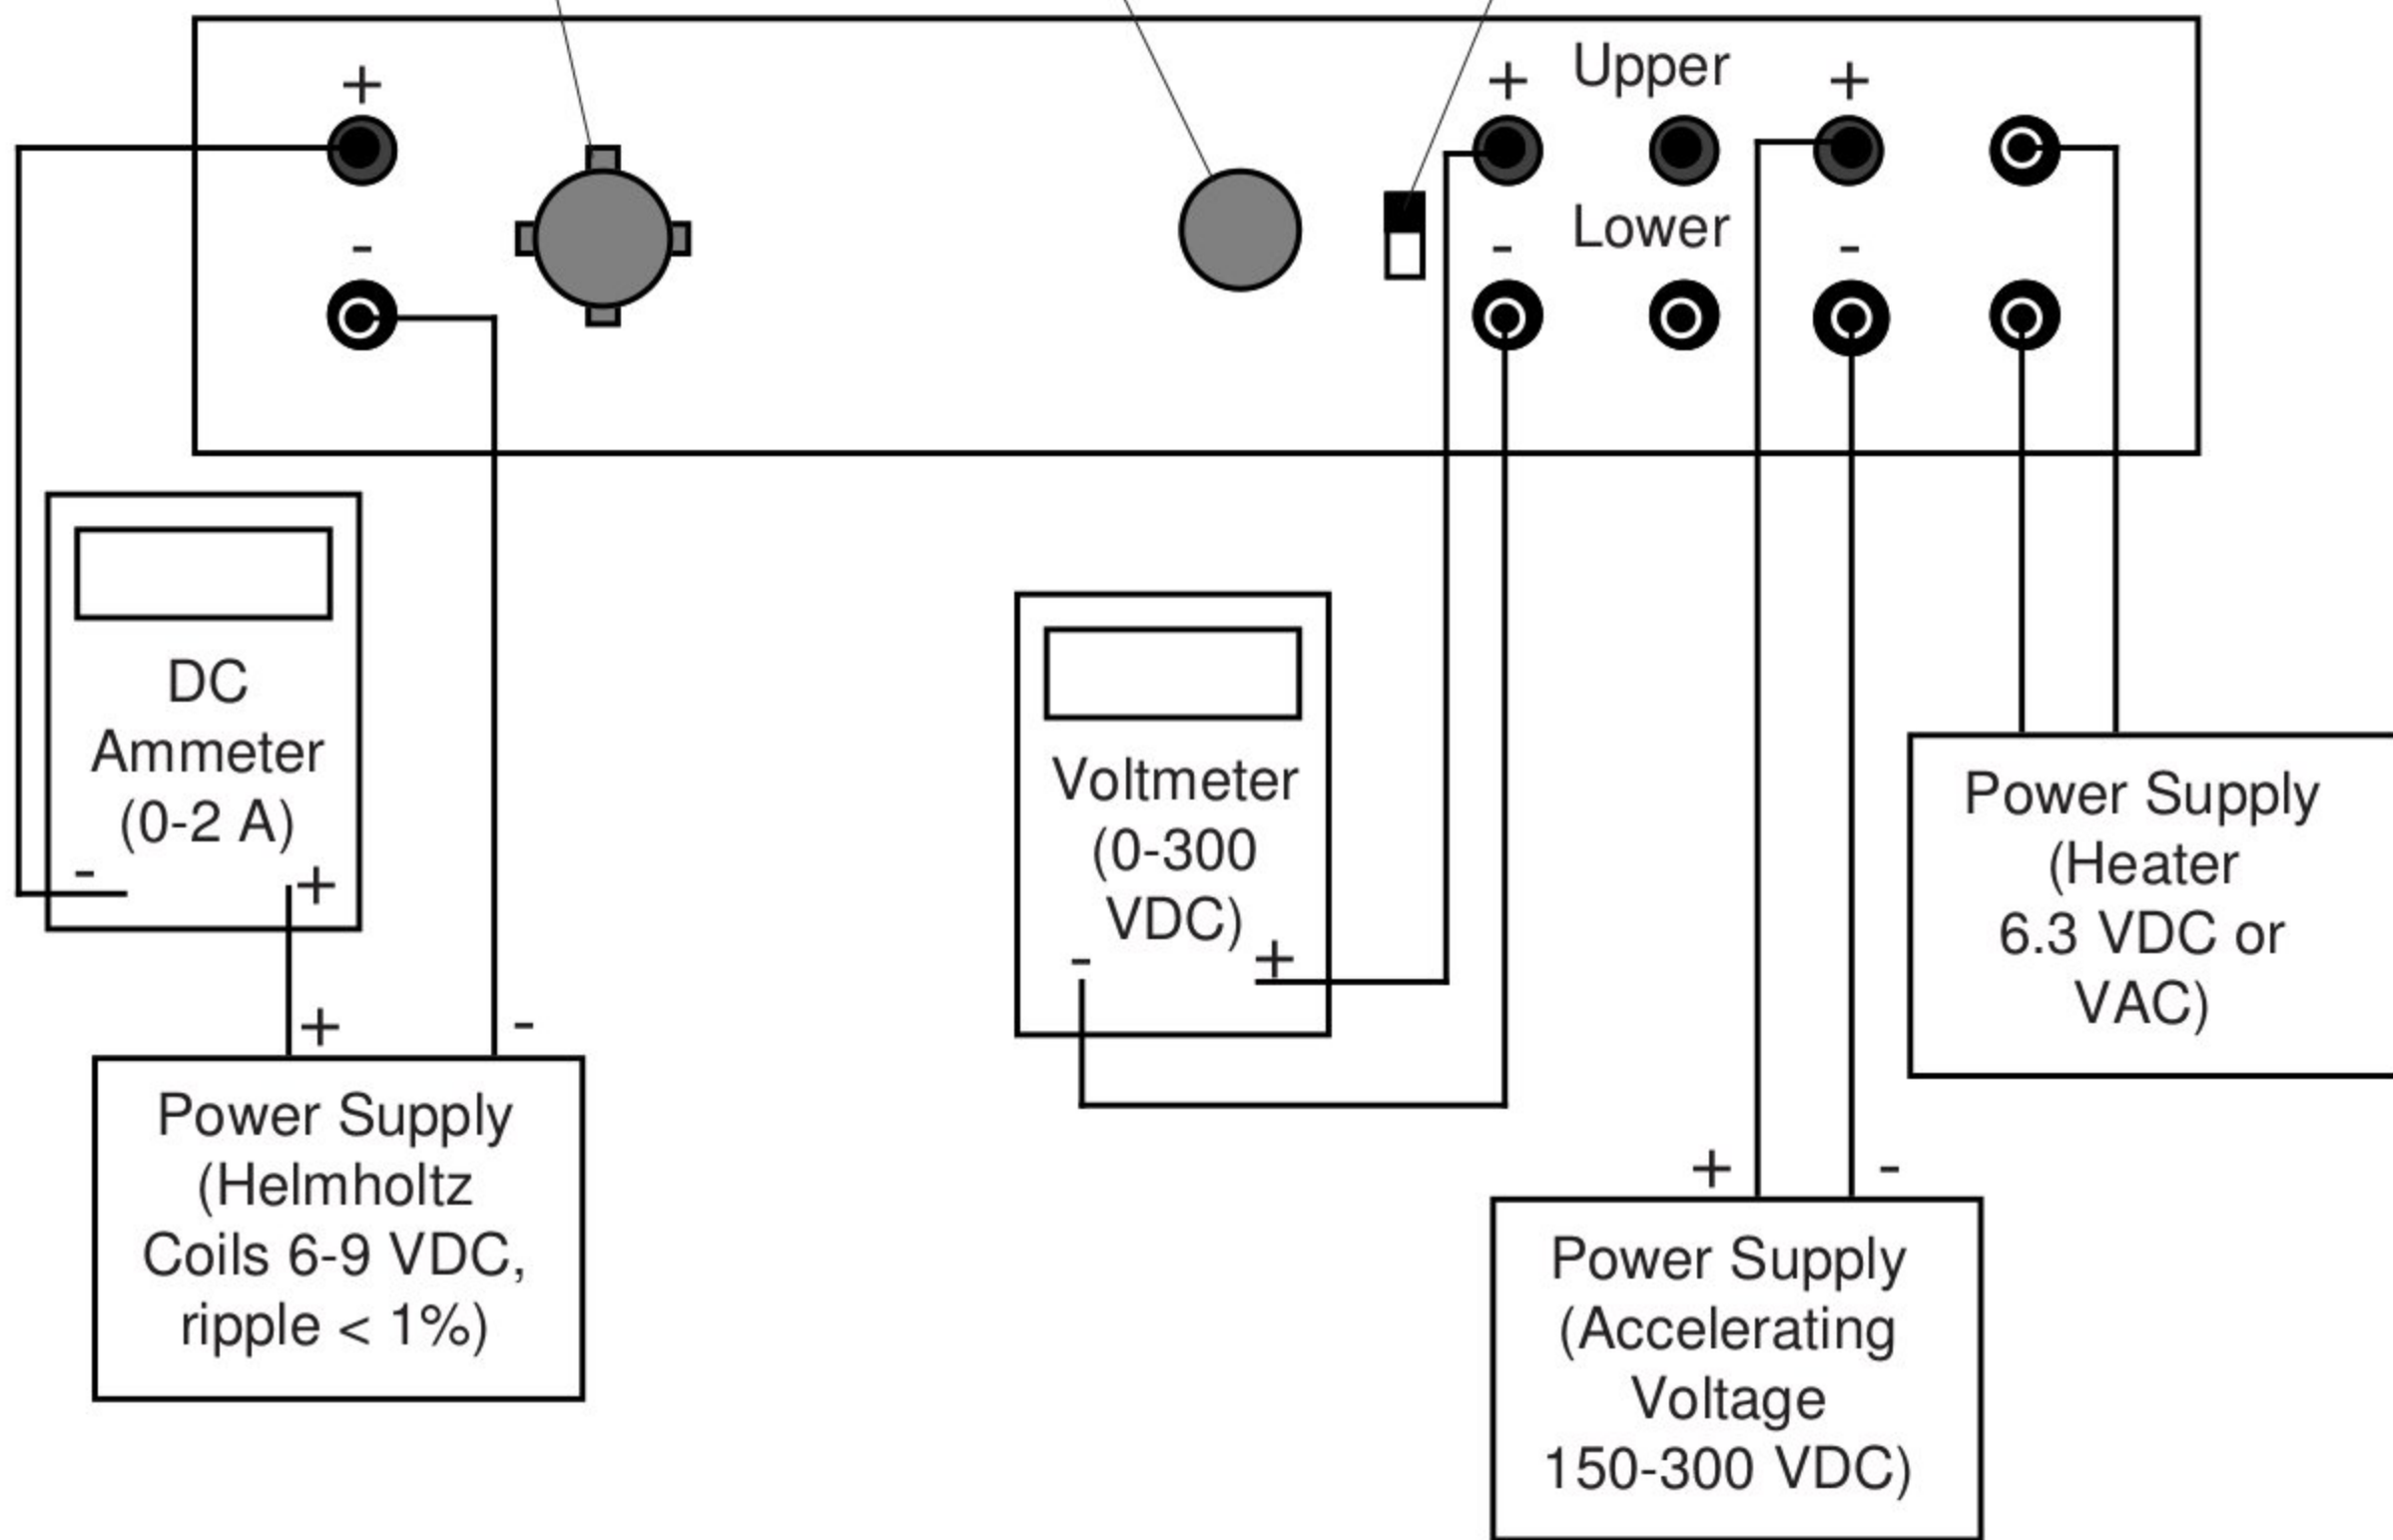 +
+
Upper
+
-
-
Lower
-
DC
Ammeter
(0-2 A)
-
+
+
-
Power Supply
(Helmholtz
Coils 6-9 VDC,
ripple < 1%)
Voltmeter
(0-300
VDC)
-
+
Power Supply
(Heater
6.3 VDC or
VAC)
+
-
Power Supply
(Accelerating
Voltage
150-300 VDC)